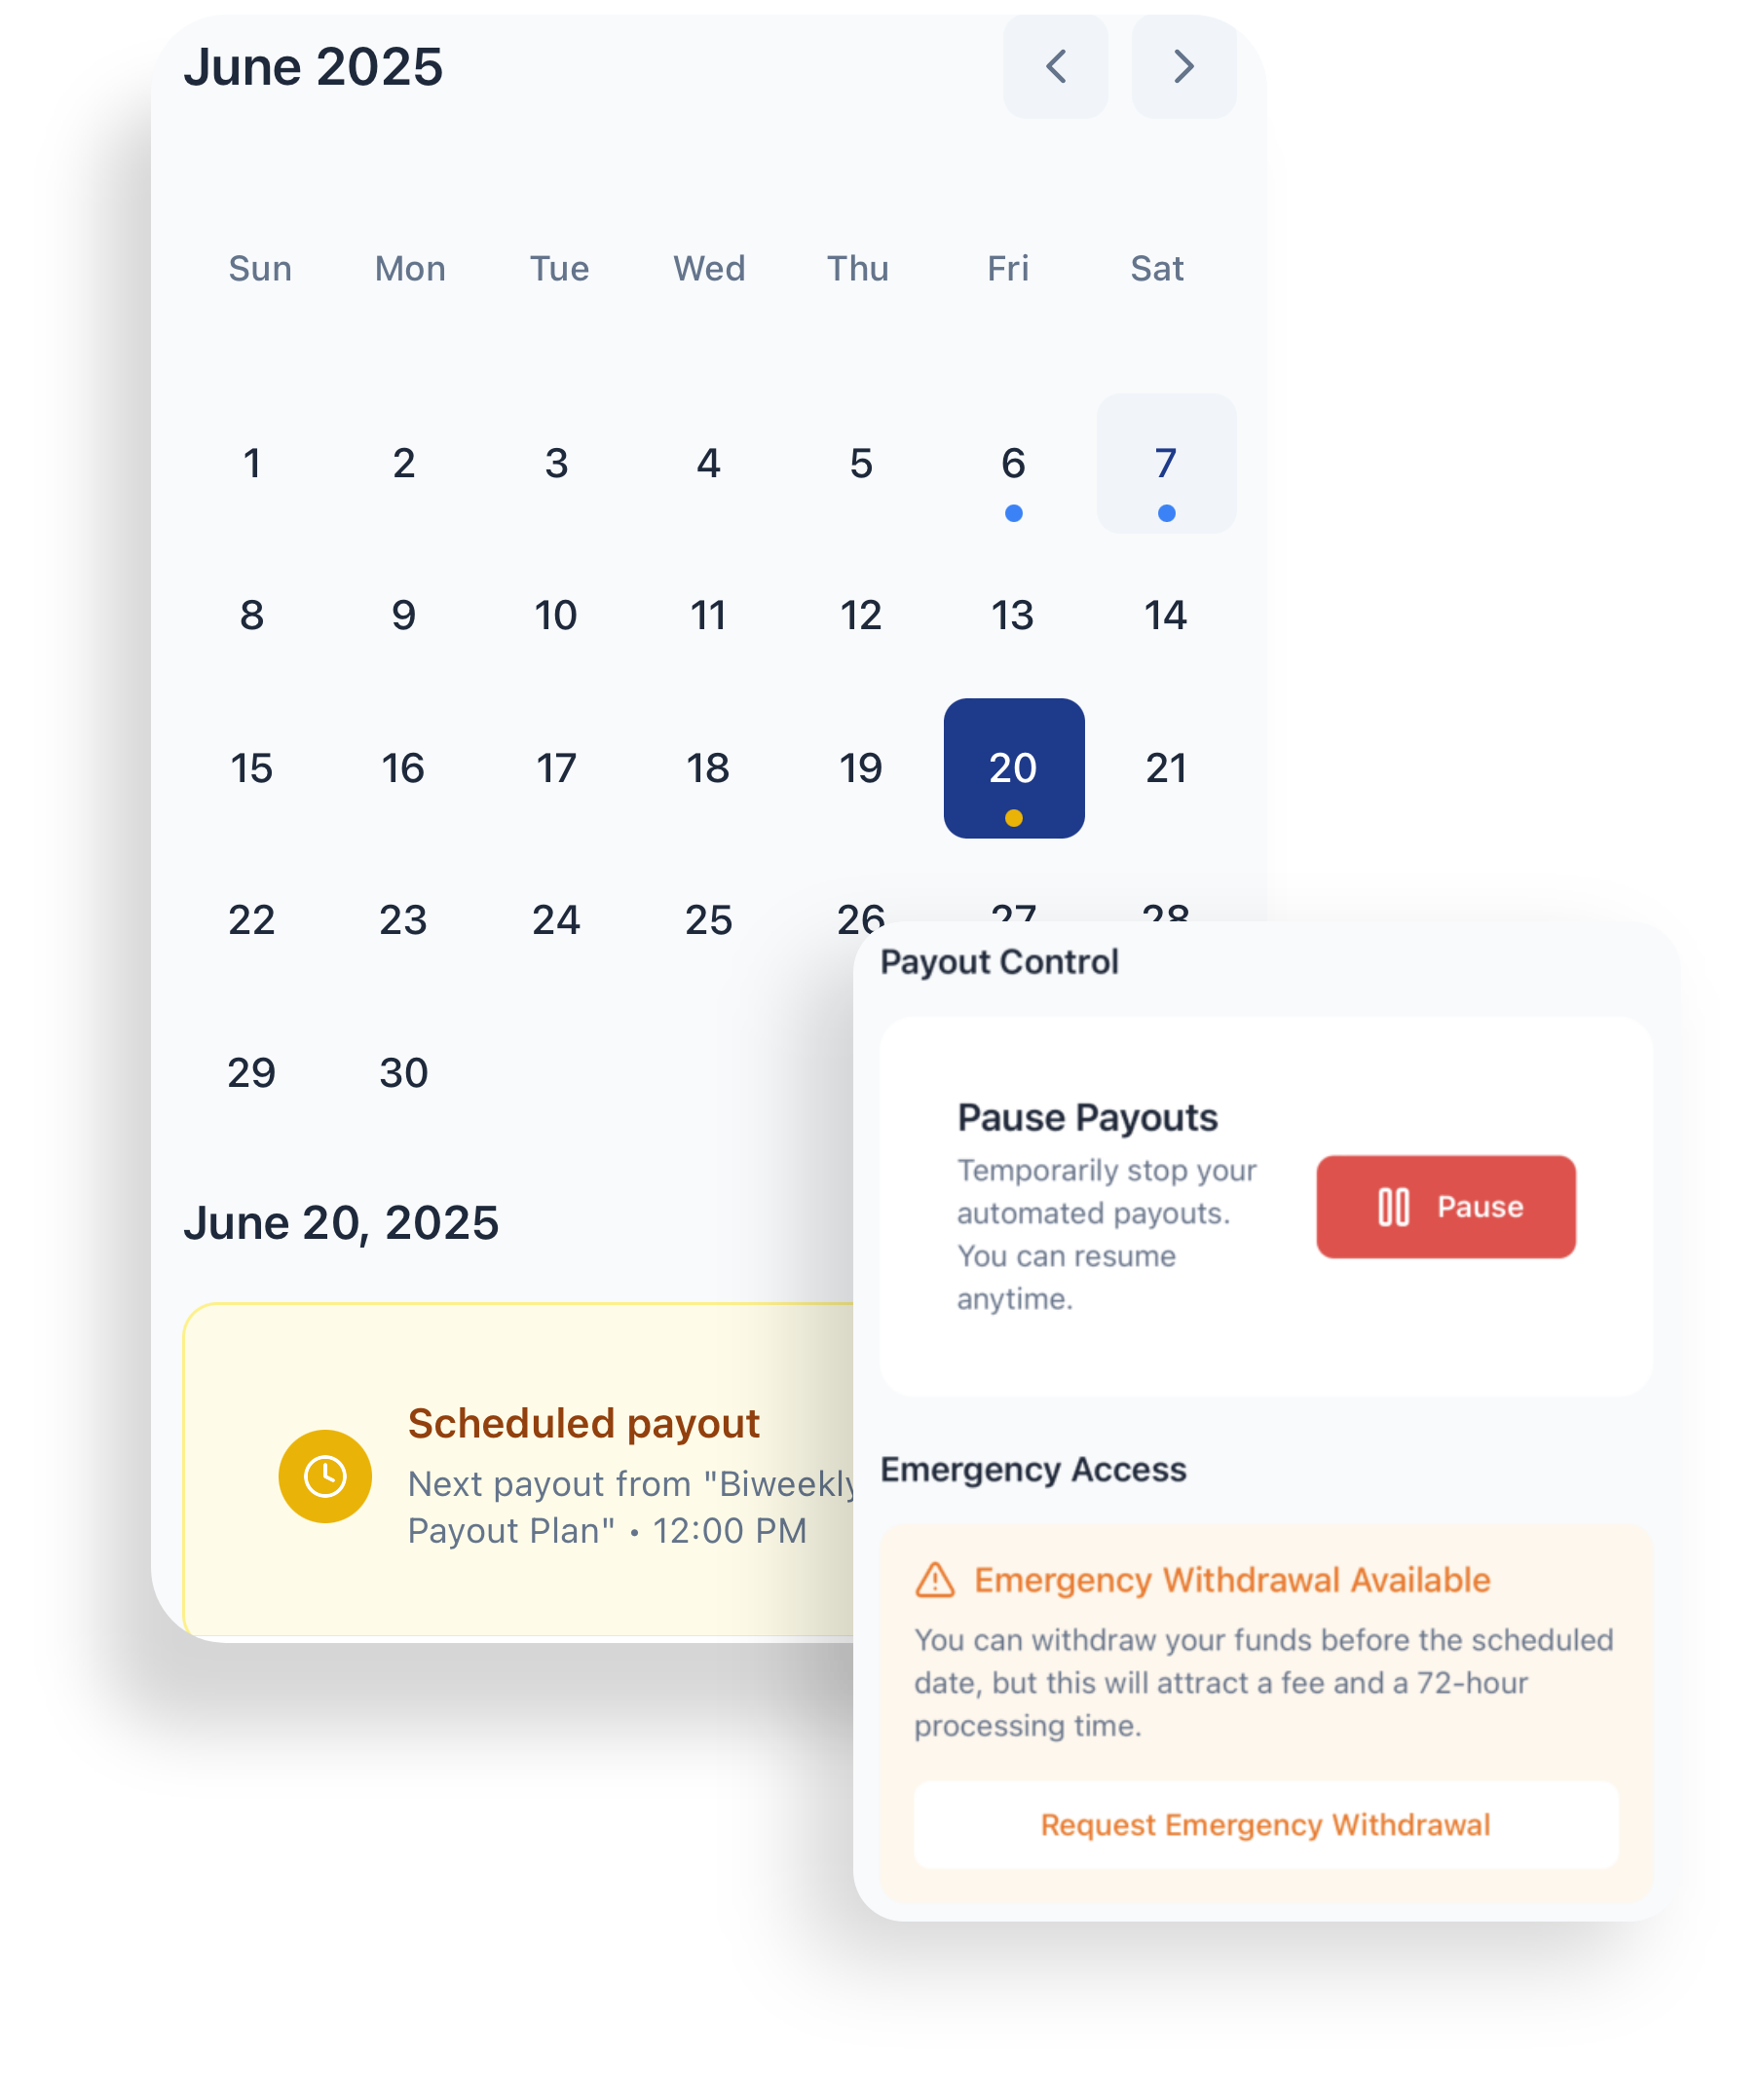 June 2025
Sun Mon Tue Wed Thu Fri Sat
1 2 3 4 5 6 7
8 9 10 11 12 13 14
15 16 17 18 19 20 21
22 23 24 25 26 27 28
29 30
June 20, 2025
Scheduled payout
Next payout from "Biweekly
Payout Plan" • 12:00 PM
Payout Control
Pause Payouts
Temporarily stop your
automated payouts.
You can resume
anytime.
Pause
Emergency Access
Emergency Withdrawal Available
You can withdraw your funds before the scheduled
date, but this will attract a fee and a 72-hour
processing time.
Request Emergency Withdrawal